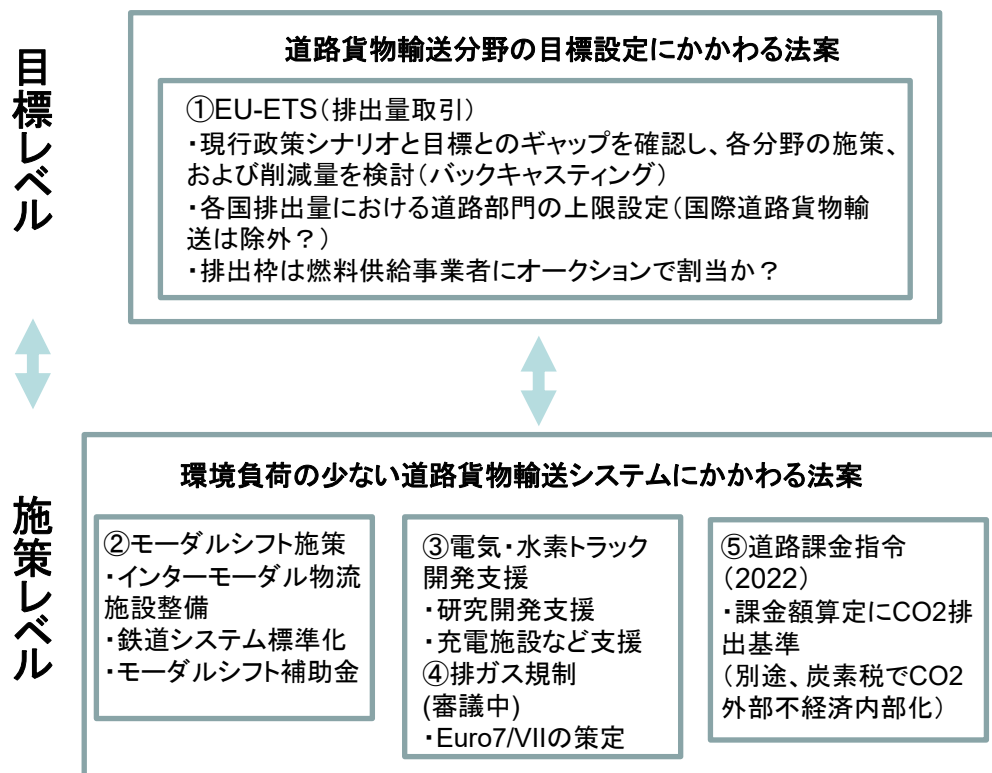 目標レベル
道路貨物輸送分野の目標設定にかかわる法案
①EU-ETS(排出量取引)
・現行政策シナリオと目標とのギャップを確認し、各分野の施策、
および削減量を検討(バックキャスティング)
・各国排出量における道路部門の上限設定(国際道路貨物輸
送は除外?)
・排出枠は燃料供給事業者にオークションで割当か?
施策レベル
環境負荷の少ない道路貨物輸送システムにかかわる法案
②モーダルシフト施策
・インターモーダル物流
施設整備
・鉄道システム標準化
・モーダルシフト補助金
③電気・水素トラック
開発支援
・研究開発支援
・充電施設など支援
④排ガス規制
(審議中)
・Euro7/VIIの策定
⑤道路課金指令
(2022)
・課金額算定にCO2排
出基準
(別途、炭素税でCO2
外部不経済内部化)